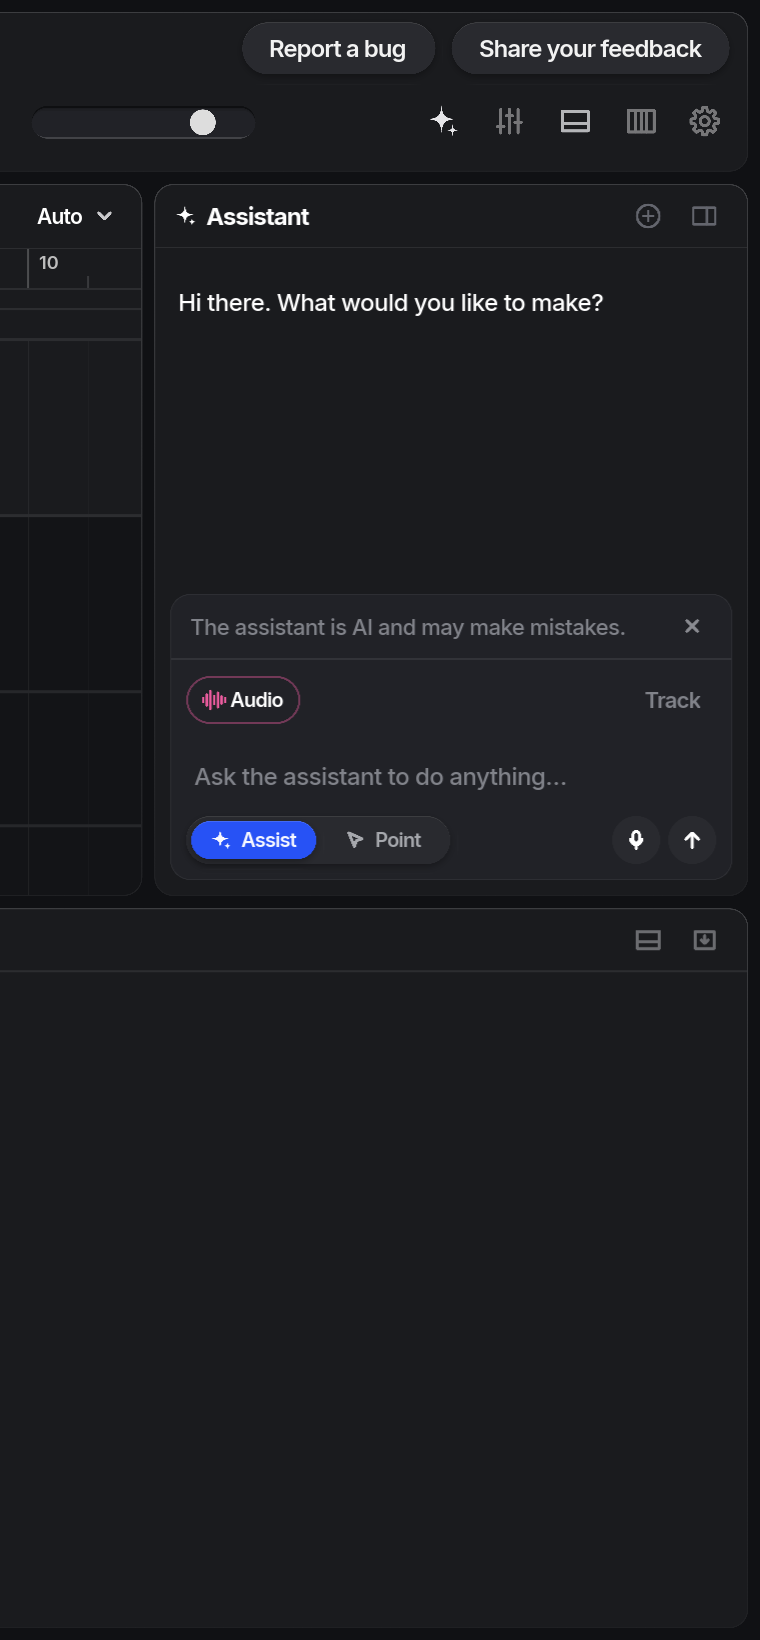 Report a bug
Share your feedback
Auto
Assistant
10
Hi there. What would you like to make?
The assistant is AI and may make mistakes.
Audio
Track
Ask the assistant to do anything...
Assist
Point